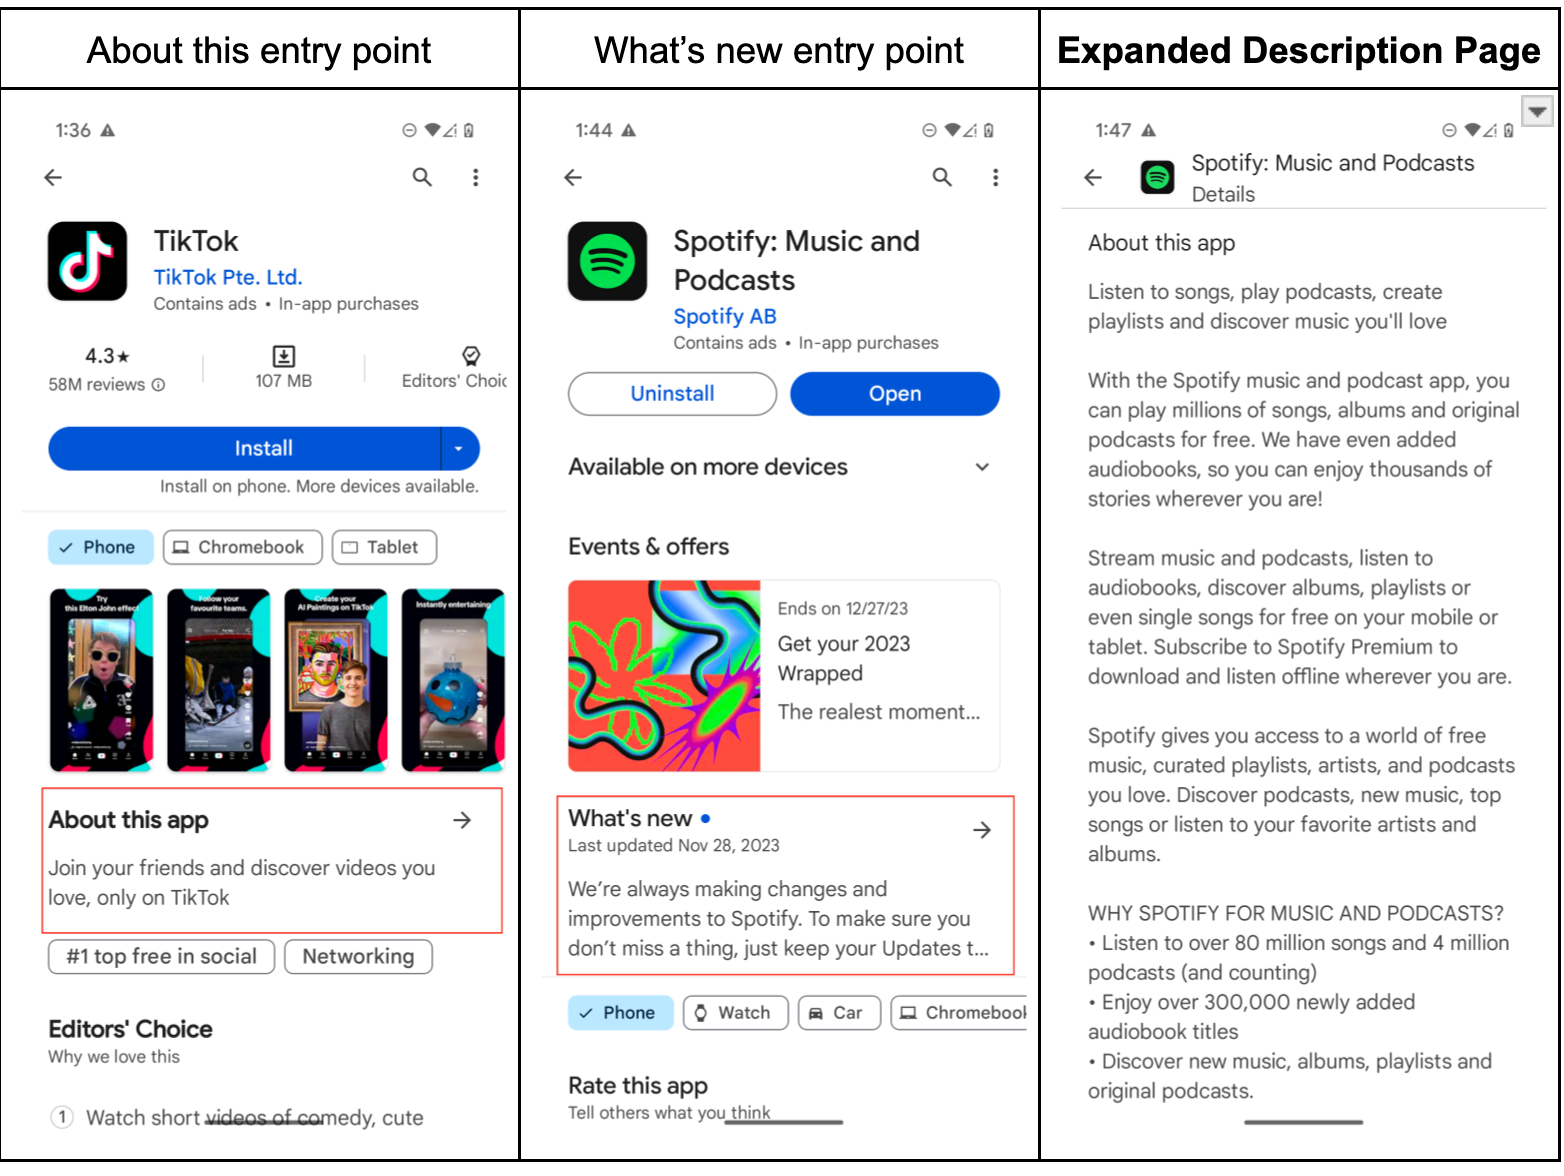 About this entry point
What’s new entry point
Expanded Description Page
1:36
TikTok
TikTok Pte. Ltd.
Contains ads • In-app purchases
4.3★
58M reviews
107 MB
Editors' Choic
Install
Install on phone. More devices available.
Phone
Chromebook
Tablet
Try
this Elton John effect
Follow your
favourite teams.
Create your
AI Paintings on TikTok
Instantly entertaining
About this app
Join your friends and discover videos you
love, only on TikTok
#1 top free in social
Networking
Editors' Choice
Why we love this
1 Watch short videos of comedy, cute
1:44
Spotify: Music and
Podcasts
Spotify AB
Contains ads • In-app purchases
Uninstall
Open
Available on more devices
Events & offers
Ends on 12/27/23
Get your 2023
Wrapped
The realest moment...
What's new
Last updated Nov 28, 2023
We’re always making changes and
improvements to Spotify. To make sure you
don’t miss a thing, just keep your Updates t...
Phone
Watch
Car
Chromebook
Rate this app
Tell others what you think
1:47
Spotify: Music and Podcasts
Details
About this app
Listen to songs, play podcasts, create
playlists and discover music you'll love
With the Spotify music and podcast app, you
can play millions of songs, albums and original
podcasts for free. We have even added
audiobooks, so you can enjoy thousands of
stories wherever you are!
Stream music and podcasts, listen to
audiobooks, discover albums, playlists or
even single songs for free on your mobile or
tablet. Subscribe to Spotify Premium to
download and listen offline wherever you are.
Spotify gives you access to a world of free
music, curated playlists, artists, and podcasts
you love. Discover podcasts, new music, top
songs or listen to your favorite artists and
albums.
WHY SPOTIFY FOR MUSIC AND PODCASTS?
• Listen to over 80 million songs and 4 million
podcasts (and counting)
• Enjoy over 300,000 newly added
audiobook titles
• Discover new music, albums, playlists and
original podcasts.